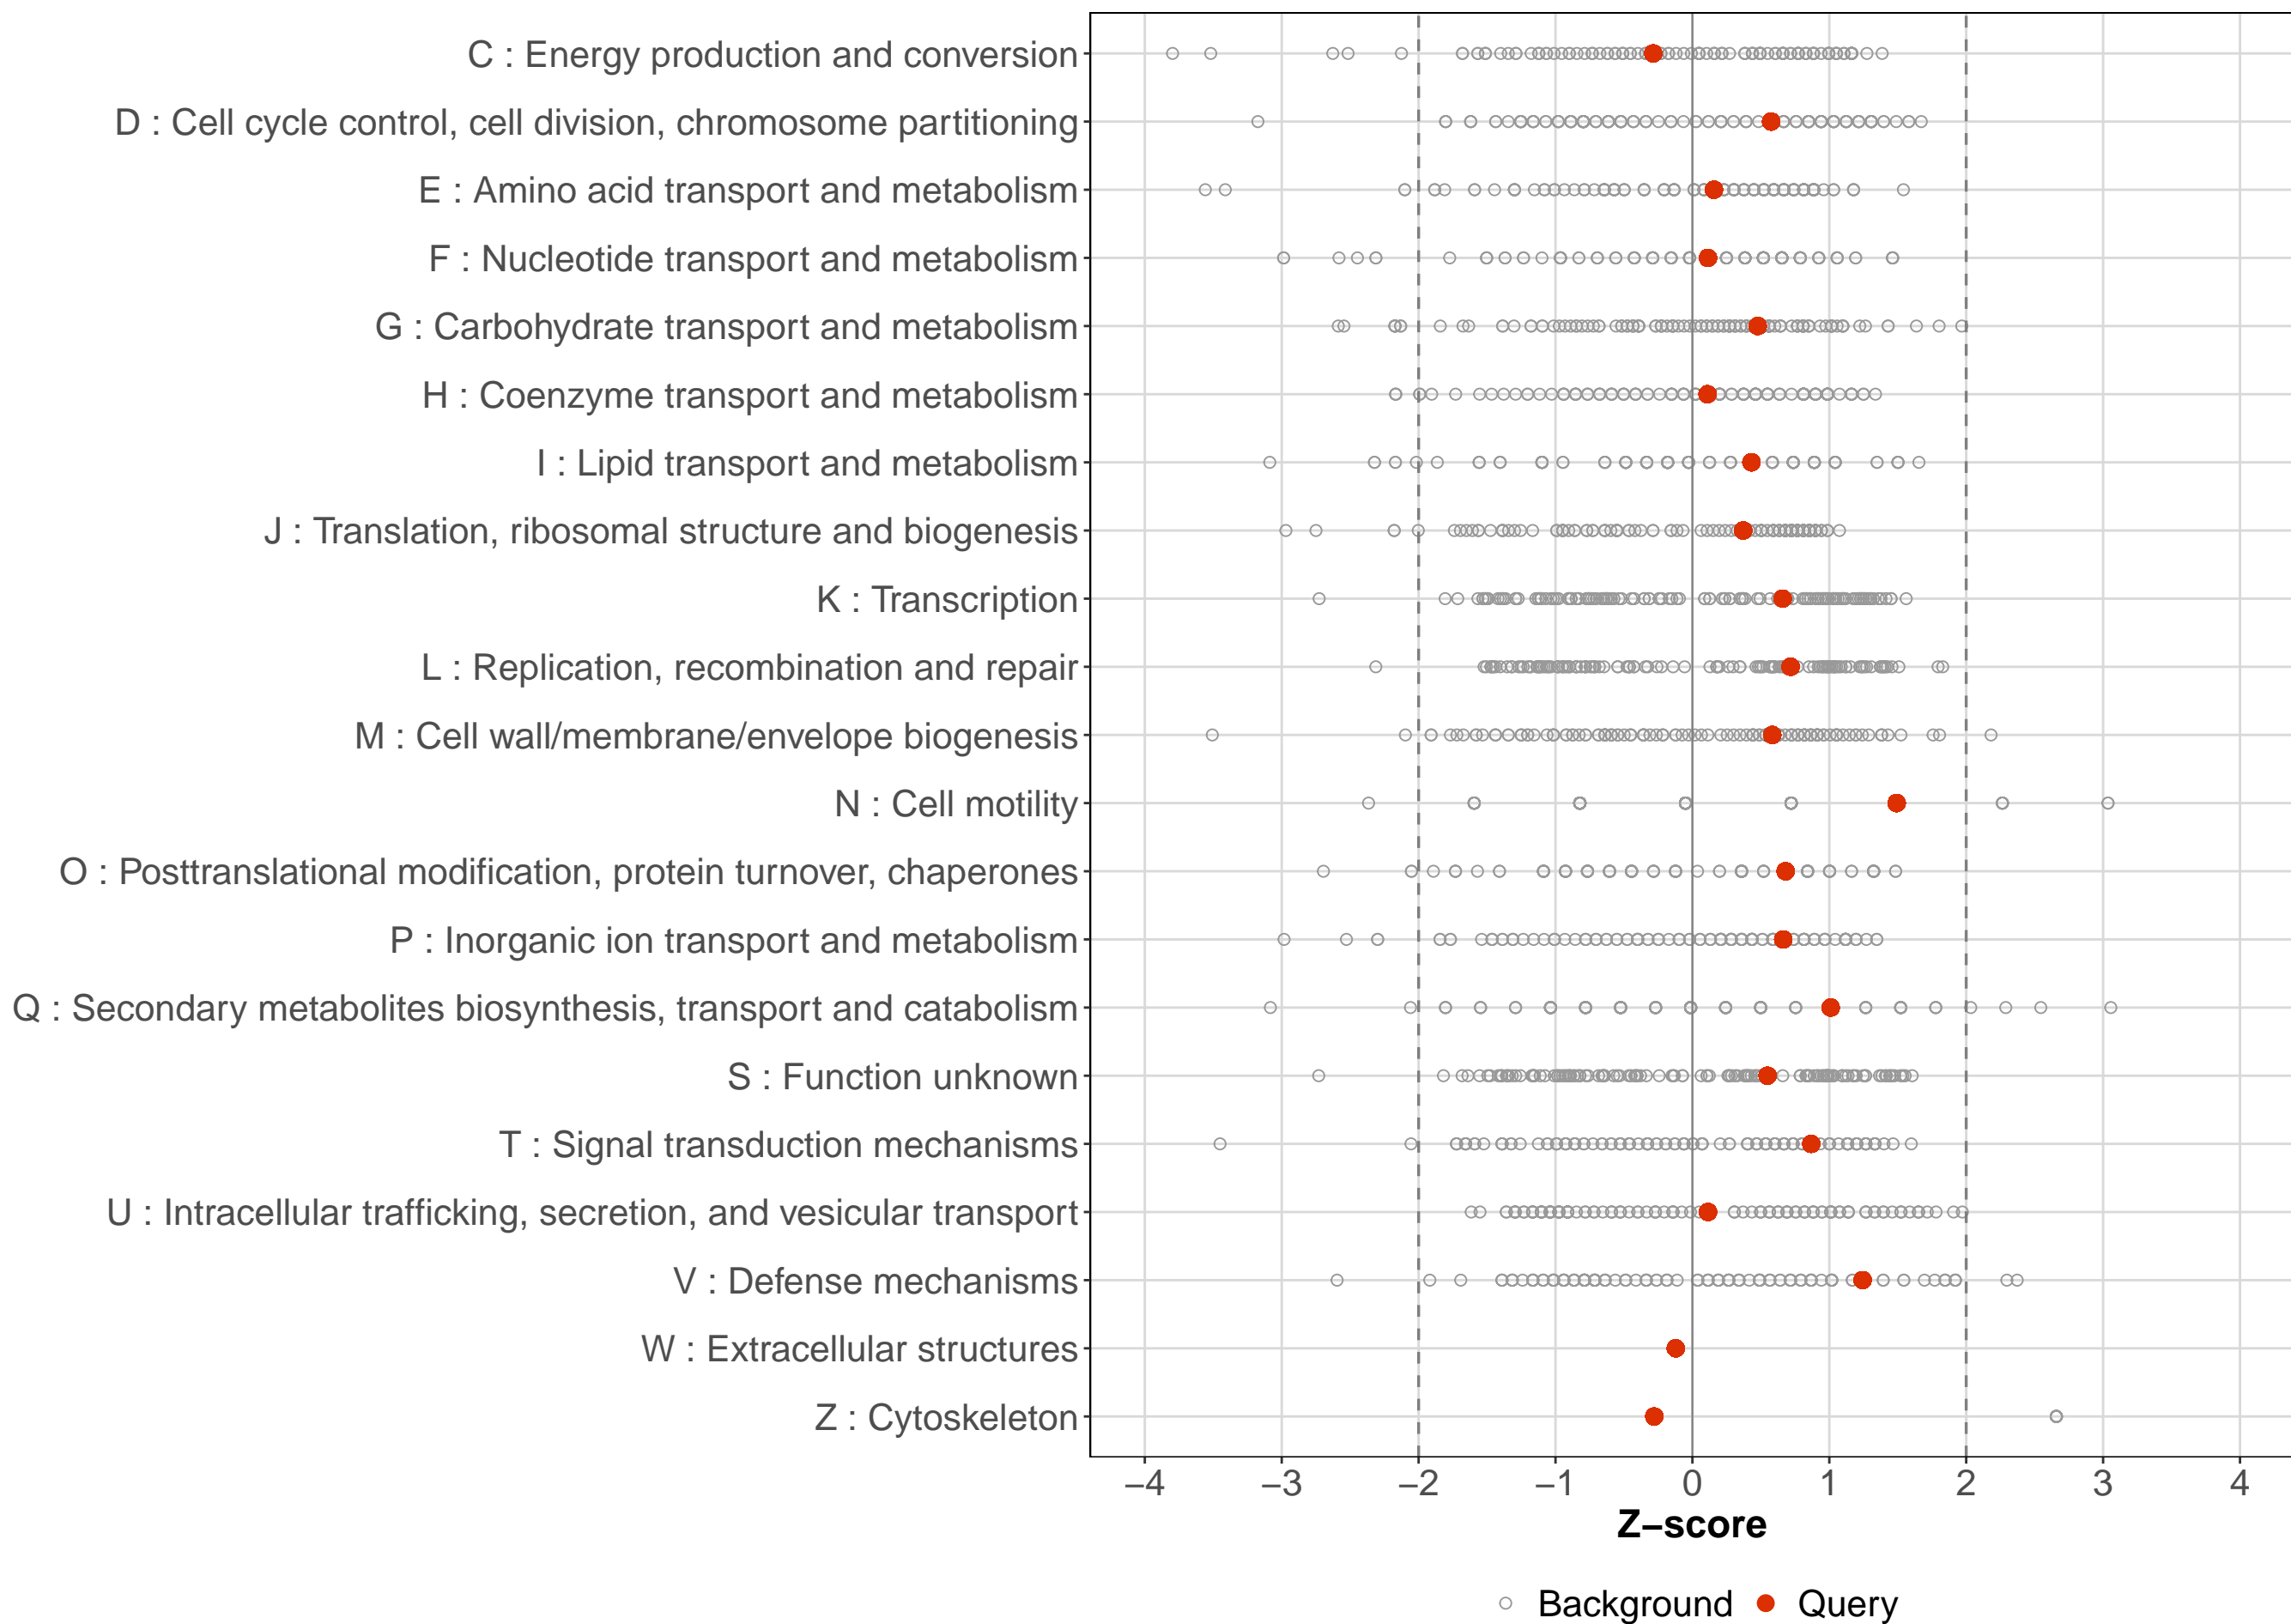 C : Energy production and conversion
D : Cell cycle control, cell division, chromosome partitioning
E : Amino acid transport and metabolism
F : Nucleotide transport and metabolism
G : Carbohydrate transport and metabolism
H : Coenzyme transport and metabolism
I : Lipid transport and metabolism
J : Translation, ribosomal structure and biogenesis
K : Transcription
L : Replication, recombination and repair
M : Cell wall/membrane/envelope biogenesis
N : Cell motility
O : Posttranslational modification, protein turnover, chaperones
P : Inorganic ion transport and metabolism
Q : Secondary metabolites biosynthesis, transport and catabolism
S : Function unknown
T : Signal transduction mechanisms
U : Intracellular trafficking, secretion, and vesicular transport
V : Defense mechanisms
W : Extracellular structures
Z : Cytoskeleton
−4 −3 −2 −1 0 1 2 3 4
Z−score
Background Query